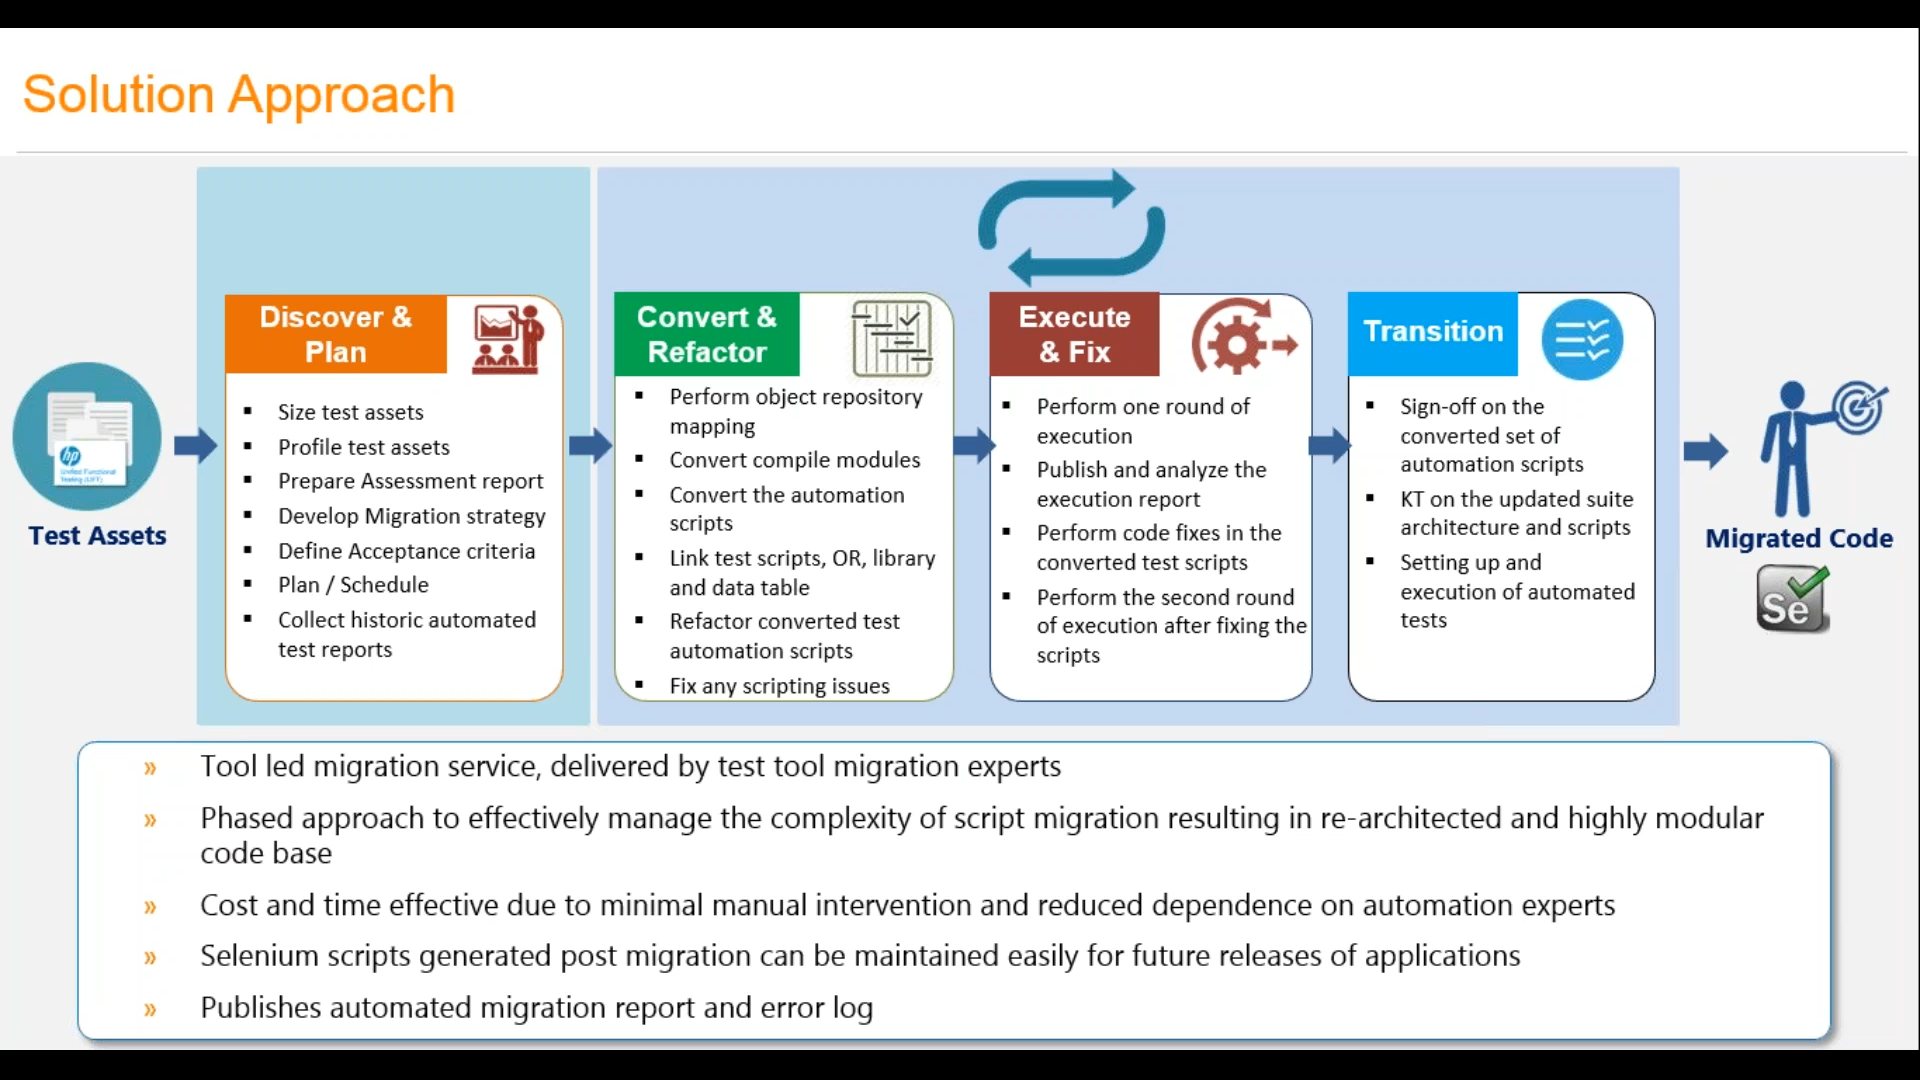 Solution Approach
hp
Unified Functional
Testing (UFT)
Test Assets
Discover &
Plan
Size test assets
Profile test assets
Prepare Assessment report
Develop Migration strategy
Define Acceptance criteria
Plan / Schedule
Collect historic automated
test reports
Convert &
Refactor
Perform object repository
mapping
Convert compile modules
Convert the automation
scripts
Link test scripts, OR, library
and data table
Refactor converted test
automation scripts
Fix any scripting issues
Execute
& Fix
Perform one round of
execution
Publish and analyze the
execution report
Perform code fixes in the
converted test scripts
Perform the second round
of execution after fixing the
scripts
Transition
Sign-off on the
converted set of
automation scripts
KT on the updated suite
architecture and scripts
Setting up and
execution of automated
tests
Migrated Code
Se
» Tool led migration service, delivered by test tool migration experts
» Phased approach to effectively manage the complexity of script migration resulting in re-architected and highly modular
code base
» Cost and time effective due to minimal manual intervention and reduced dependence on automation experts
» Selenium scripts generated post migration can be maintained easily for future releases of applications
» Publishes automated migration report and error log